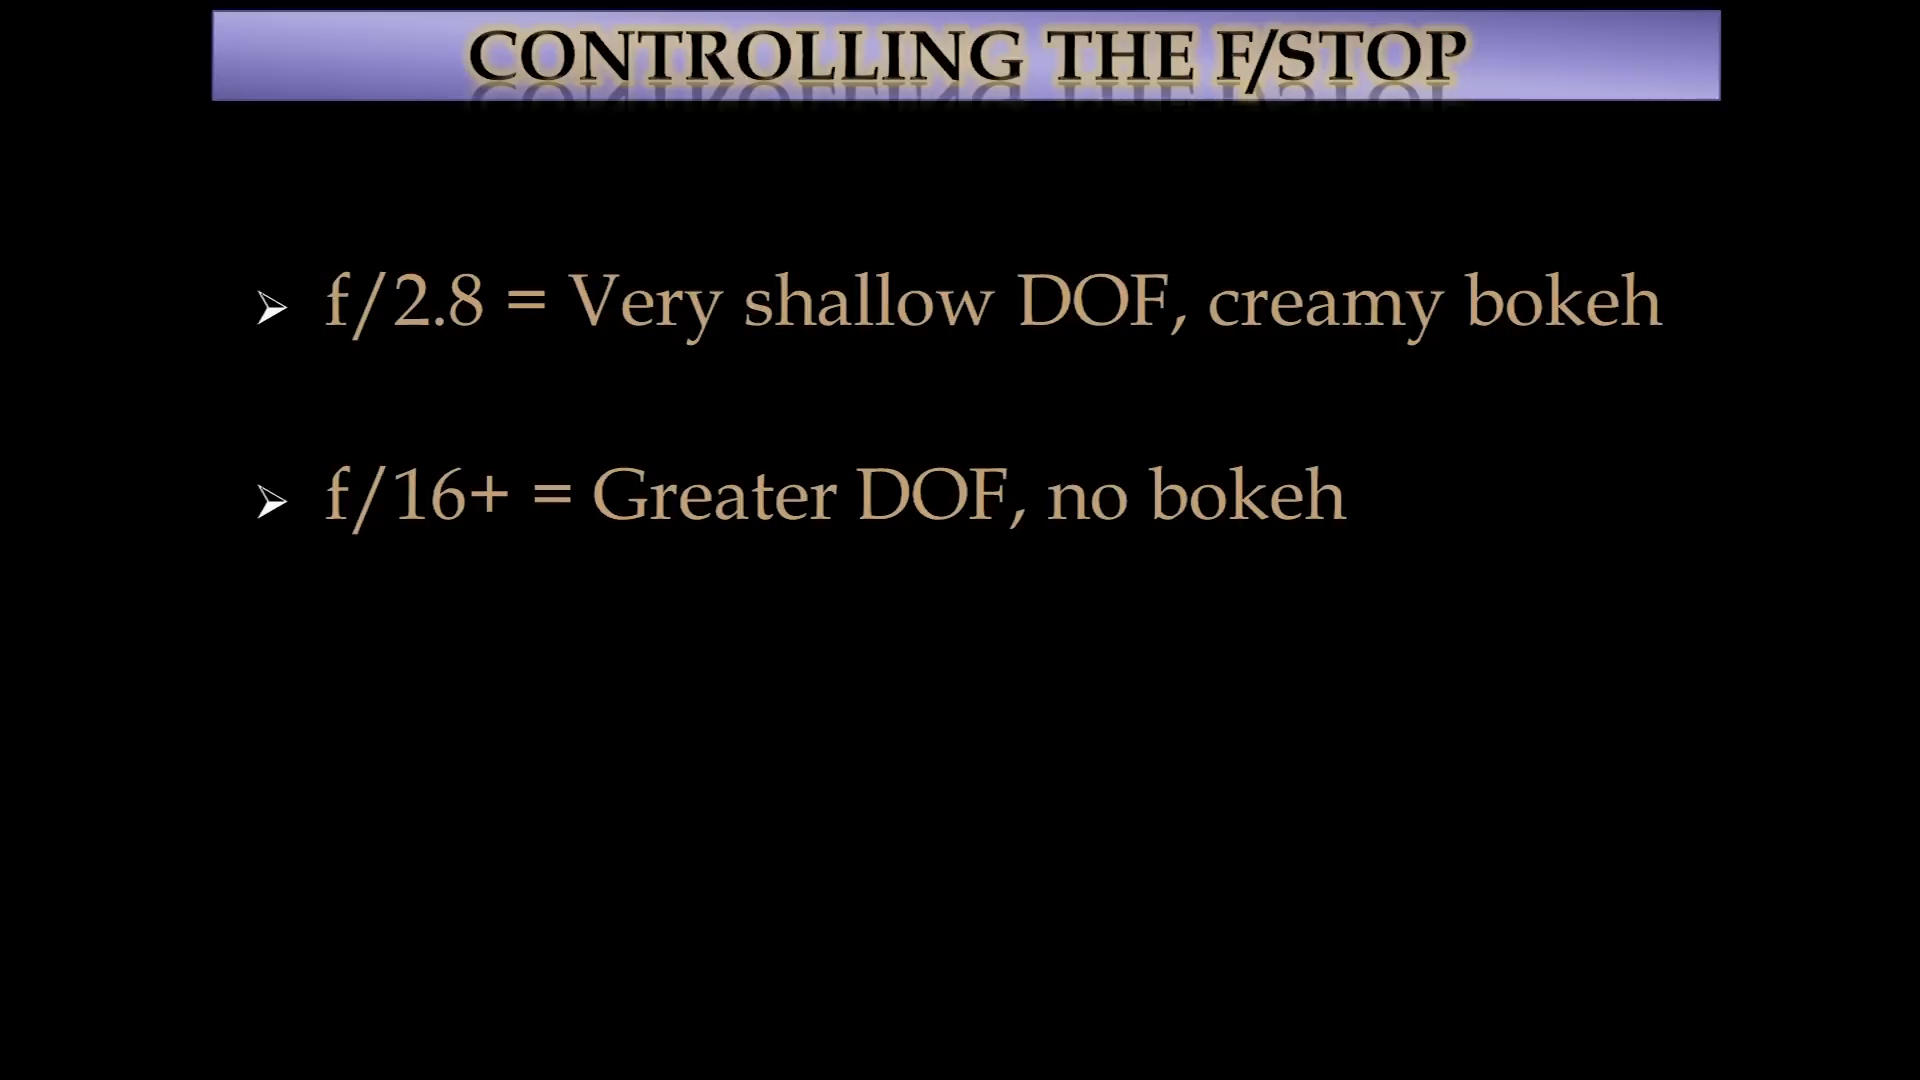 CONTROLLING THE F/STOP
➢ f/2.8 = Very shallow DOF, creamy bokeh
➢ f/16+ = Greater DOF, no bokeh